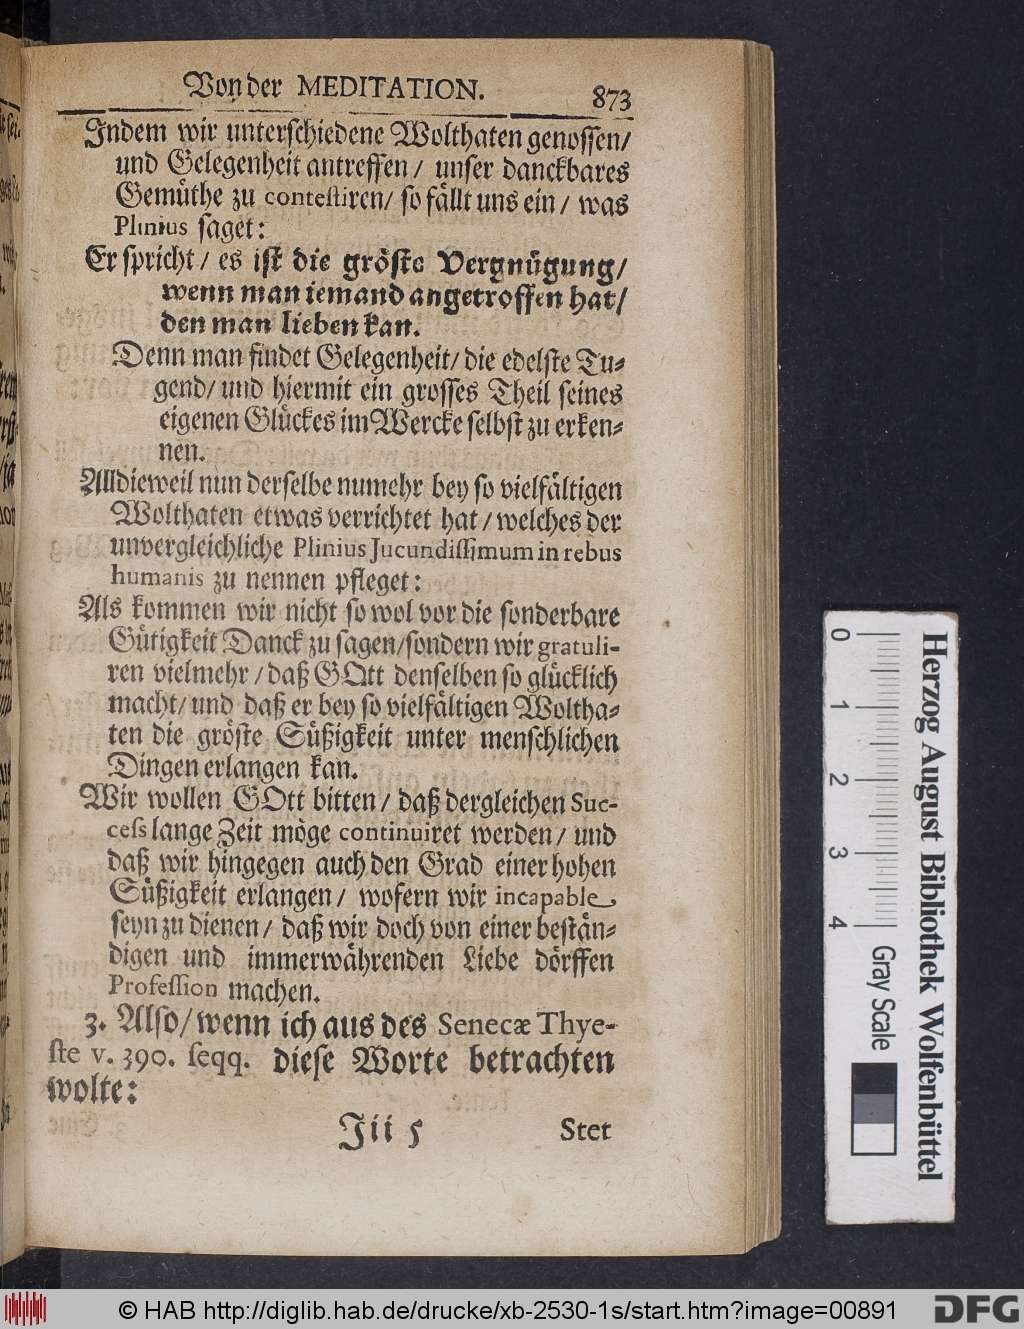 Von der MEDITATION. 873
Indem wir unterschiedene Wolthaten genossen/
und Gelegenheit antreffen/ unser danckbares
Gemüthe zu contestiren/ so fällt uns ein/ was
Plinius saget:
Er spricht/ es ist die gröste Vergnügung/
wenn man iemand angetroffen hat/
den man lieben kan.
Denn man findet Gelegenheit/ die edelste Tu-
gend/ und hiermit ein grosses Theil seines
eigenen Glückes im Wercke selbst zu erken-
nen.
Alldieweil nun derselbe numehr bey so vielfältigen
Wolthaten etwas verrichtet hat/ welches der
unvergleichliche Plinius Jucundissimum in rebus
humanis zu nennen pfleget:
Als kommen wir nicht so wol vor die sonderbare
Gütigkeit Danck zu sagen/ sondern wir gratuli-
ren vielmehr/ daß GOtt denselben so glücklich
macht/ und daß er bey so vielfältigen Woltha-
ten die gröste Süßigkeit unter menschlichen
Dingen erlangen kan.
Wir wollen GOtt bitten/ daß dergleichen Suc-
cess lange Zeit möge continuiret werden/ und
daß wir hingegen auch den Grad einer hohen
Süßigkeit erlangen/ wofern wir incapable
seyn zu dienen/ daß wir doch von einer bestän-
digen und immerwährenden Liebe dörffen
Profession machen.
3. Also/ wenn ich aus des Senecæ Thye-
ste v. 390. seqq. diese Worte betrachten
wolte:
Jii 5 Stet
Herzog August Bibliothek Wolfenbüttel
0 1 2 3 4
Gray Scale
© HAB http://diglib.hab.de/drucke/xb-2530-1s/start.htm?image=00891
DFG